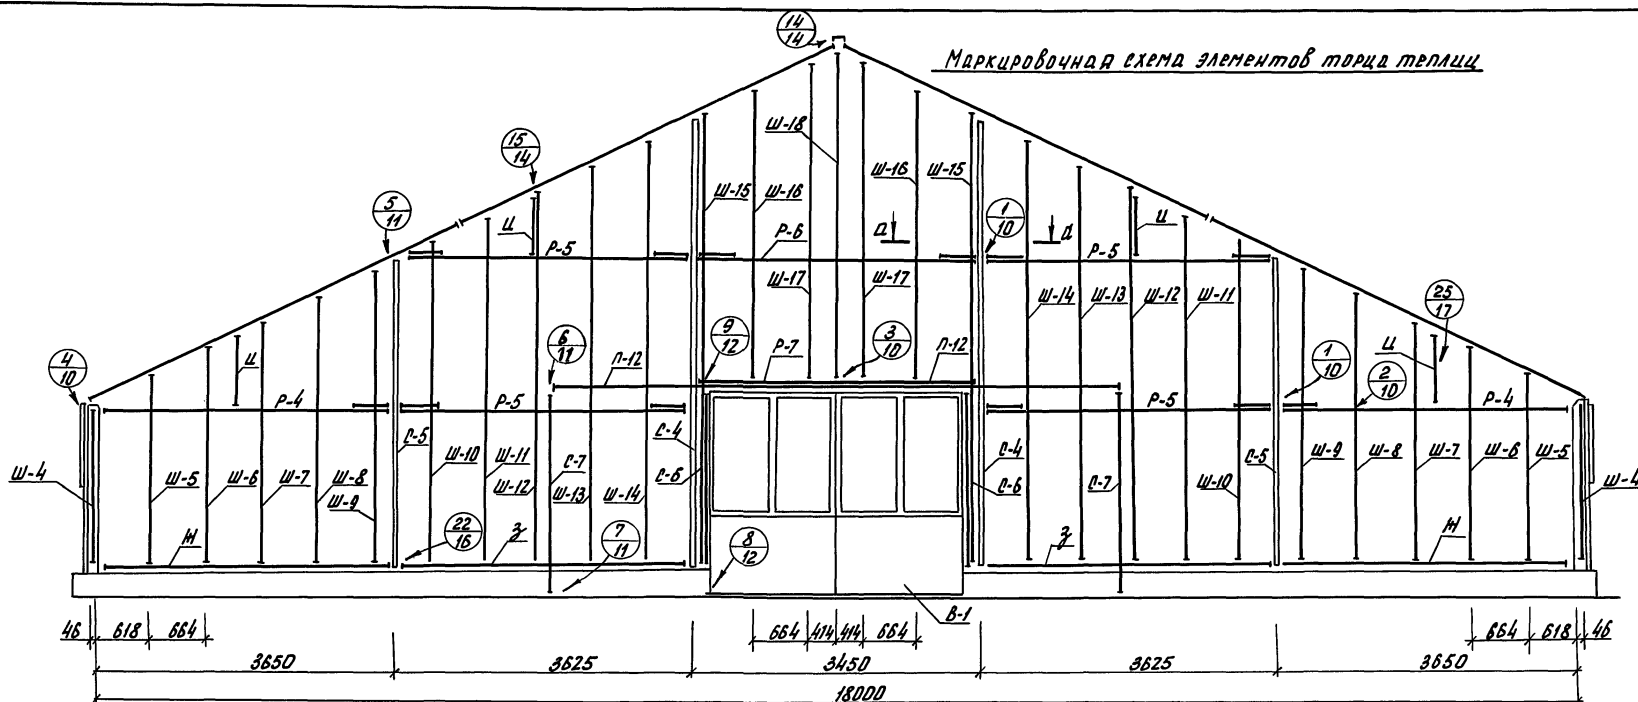 14
14
Маркировочная схема элементов торца теплиц
Ш-18
15
14
Ш-15
Ш-16
Ш-16
Ш-15
5
11
И
Р-5
Р-6
а
1
10
а
И
Р-5
Ш-17
Ш-17
Ш-14
Ш-13
Ш-12
Ш-11
25
17
4
10
И
6
11
П-12
9
12
Р-7
3
10
П-12
1
10
2
10
И
Р-4
Р-5
Р-5
Р-4
Ш-4
Ш-5
Ш-6
Ш-7
Ш-8
Ш-9
С-5
Ш-10
Ш-11
Ш-12
С-7
Ш-13
Ш-14
С-4
С-6
С-4
С-6
С-7
Ш-10
С-5
Ш-9
Ш-8
Ш-7
Ш-6
Ш-5
Ш-4
Ж
22
16
З
7
11
8
12
З
Ж
В-1
46
618
664
664
414
414
664
664
618
46
3650
3625
3450
3625
3650
18000